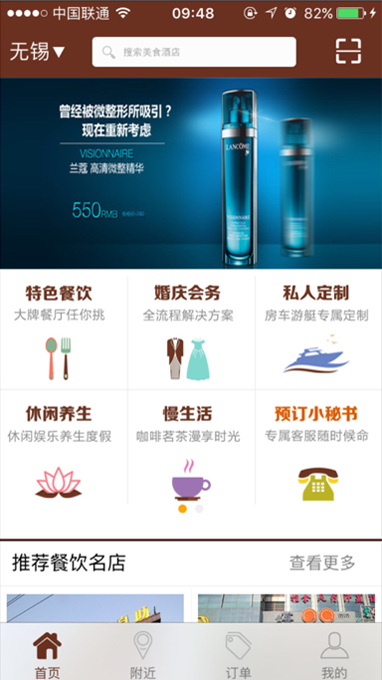 中国联通 09:48 82%
无锡▼ 搜索美食酒店
曾经被微整形所吸引?
现在重新考虑
VISIONNAIRE
兰蔻 高清微整精华
550RMB
LANCÔME
VISIONNAIRE
特色餐饮 婚庆会务 私人定制
大牌餐厅任你挑 全流程解决方案 房车游艇专属定制
休闲养生 慢生活 预订小秘书
休闲娱乐养生度假 咖啡茗茶漫享时光 专属客服随时候命
推荐餐饮名店 查看更多
首页 附近 订单 我的